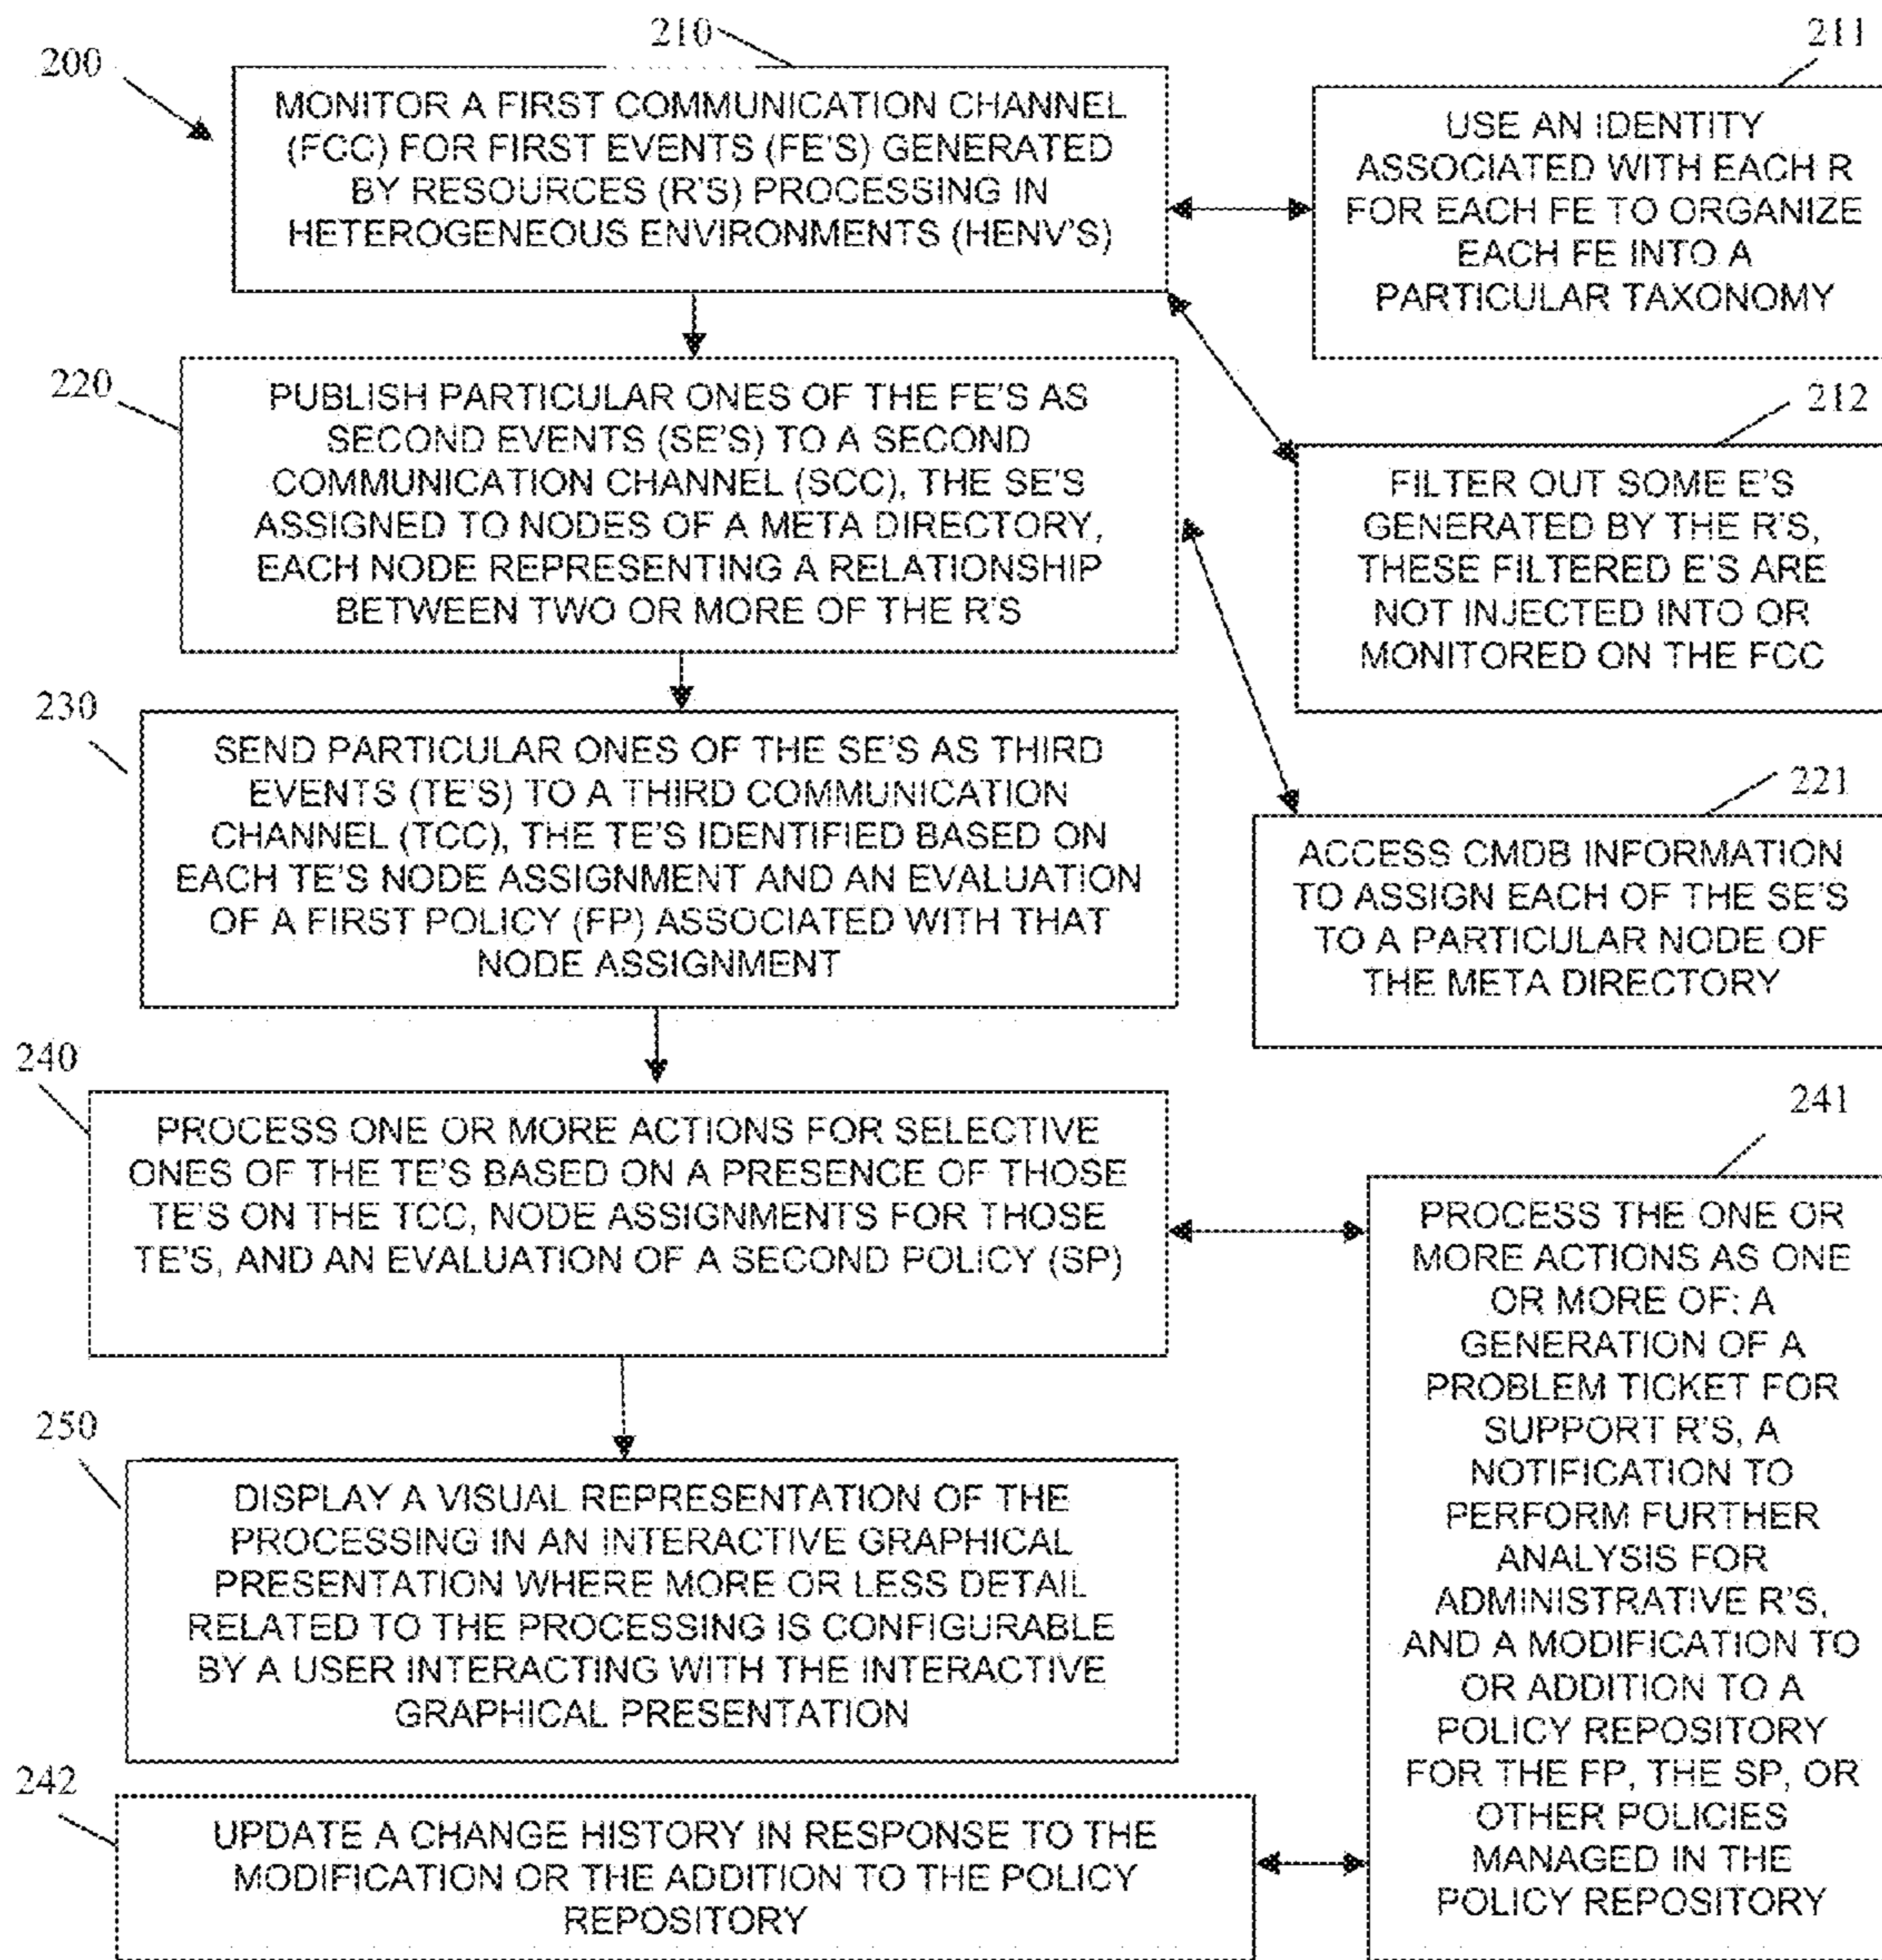 210
211
200
MONITOR A FIRST COMMUNICATION CHANNEL
(FCC) FOR FIRST EVENTS (FE'S) GENERATED
BY RESOURCES (R'S) PROCESSING IN
HETEROGENEOUS ENVIRONMENTS (HENV'S)
USE AN IDENTITY
ASSOCIATED WITH EACH R
FOR EACH FE TO ORGANIZE
EACH FE INTO A
PARTICULAR TAXONOMY
220
PUBLISH PARTICULAR ONES OF THE FE'S AS
SECOND EVENTS (SE'S) TO A SECOND
COMMUNICATION CHANNEL (SCC), THE SE'S
ASSIGNED TO NODES OF A META DIRECTORY,
EACH NODE REPRESENTING A RELATIONSHIP
BETWEEN TWO OR MORE OF THE R'S
212
FILTER OUT SOME E'S
GENERATED BY THE R'S,
THESE FILTERED E'S ARE
NOT INJECTED INTO OR
MONITORED ON THE FCC
230
SEND PARTICULAR ONES OF THE SE'S AS THIRD
EVENTS (TE'S) TO A THIRD COMMUNICATION
CHANNEL (TCC), THE TE'S IDENTIFIED BASED ON
EACH TE'S NODE ASSIGNMENT AND AN EVALUATION
OF A FIRST POLICY (FP) ASSOCIATED WITH THAT
NODE ASSIGNMENT
221
ACCESS CMDB INFORMATION
TO ASSIGN EACH OF THE SE'S
TO A PARTICULAR NODE OF
THE META DIRECTORY
240
PROCESS ONE OR MORE ACTIONS FOR SELECTIVE
ONES OF THE TE'S BASED ON A PRESENCE OF THOSE
TE'S ON THE TCC, NODE ASSIGNMENTS FOR THOSE
TE'S, AND AN EVALUATION OF A SECOND POLICY (SP)
241
PROCESS THE ONE OR
MORE ACTIONS AS ONE
OR MORE OF: A
GENERATION OF A
PROBLEM TICKET FOR
SUPPORT R'S, A
NOTIFICATION TO
PERFORM FURTHER
ANALYSIS FOR
ADMINISTRATIVE R'S,
AND A MODIFICATION TO
OR ADDITION TO A
POLICY REPOSITORY
FOR THE FP, THE SP, OR
OTHER POLICIES
MANAGED IN THE
POLICY REPOSITORY
250
DISPLAY A VISUAL REPRESENTATION OF THE
PROCESSING IN AN INTERACTIVE GRAPHICAL
PRESENTATION WHERE MORE OR LESS DETAIL
RELATED TO THE PROCESSING IS CONFIGURABLE
BY A USER INTERACTING WITH THE INTERACTIVE
GRAPHICAL PRESENTATION
242
UPDATE A CHANGE HISTORY IN RESPONSE TO THE
MODIFICATION OR THE ADDITION TO THE POLICY
REPOSITORY